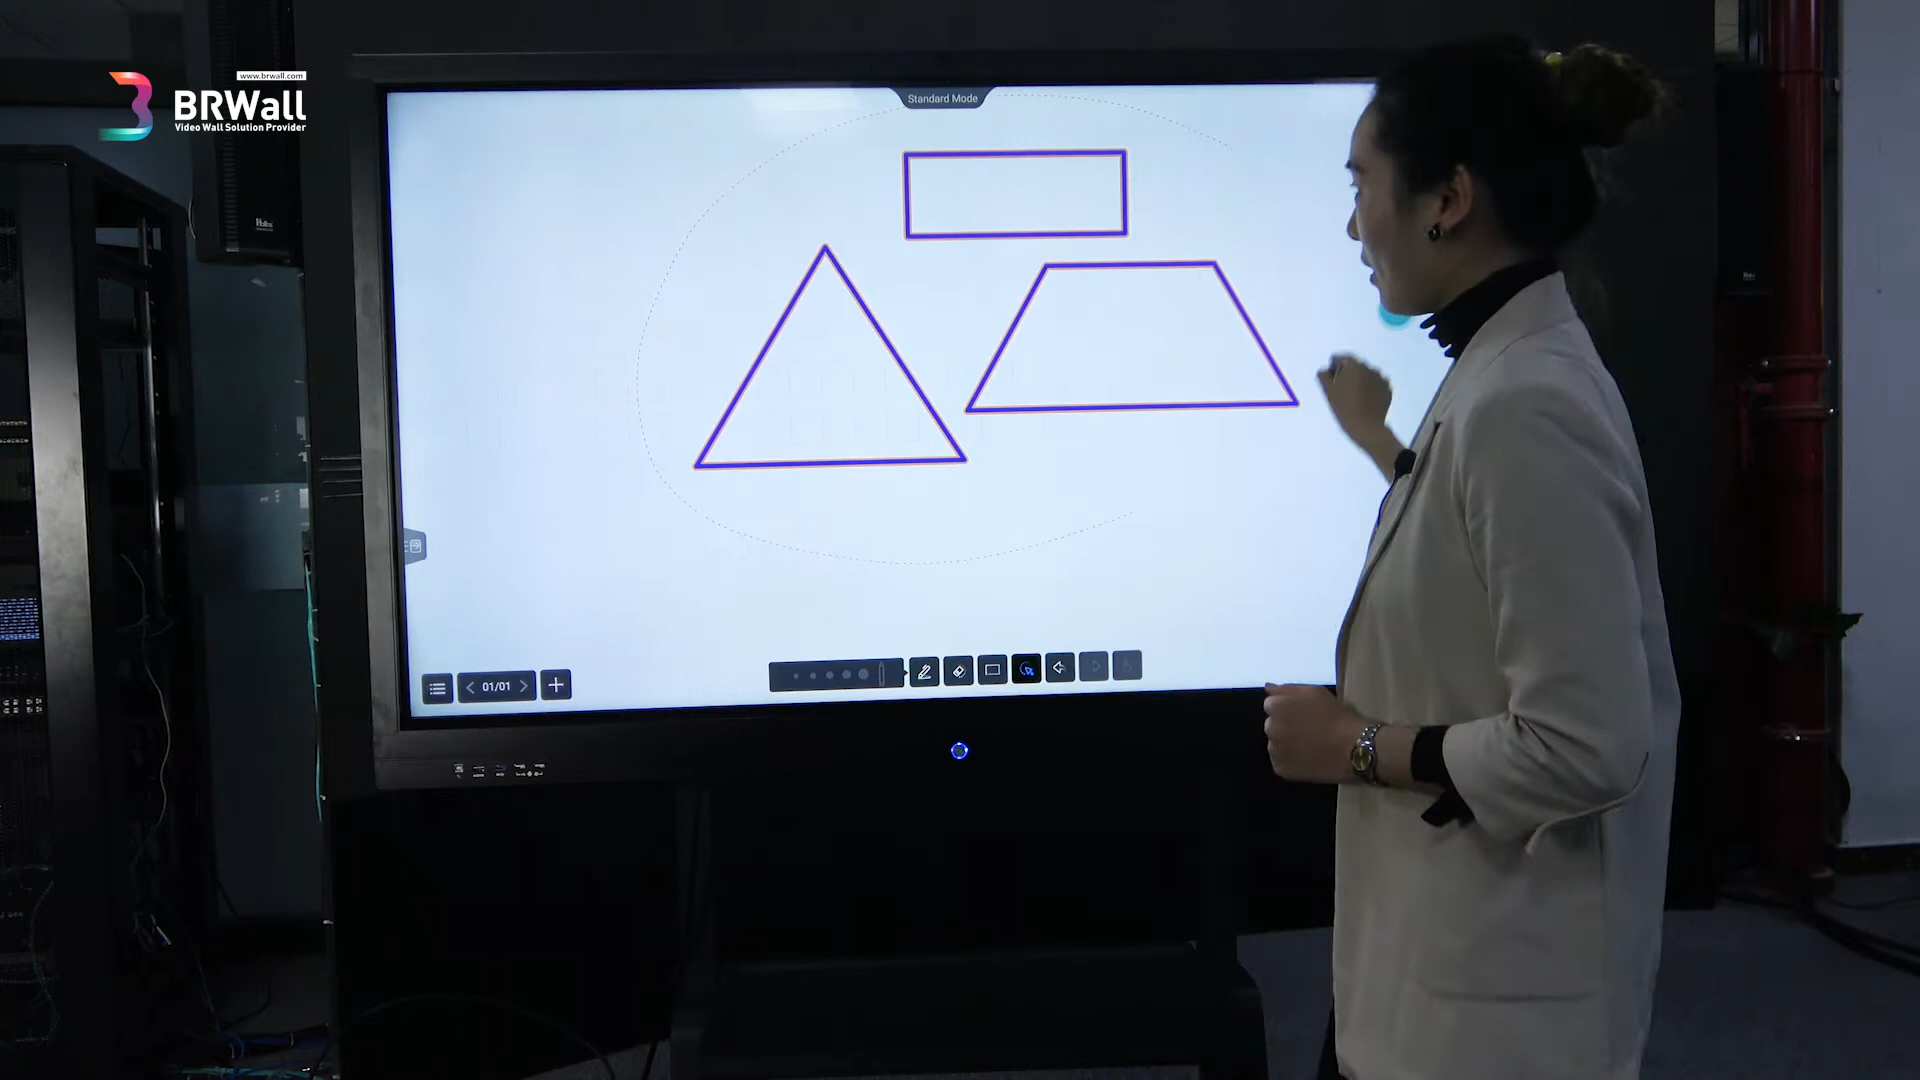 www.brwall.com
BRWall
Video Wall Solution Provider
Standard Mode
01/01